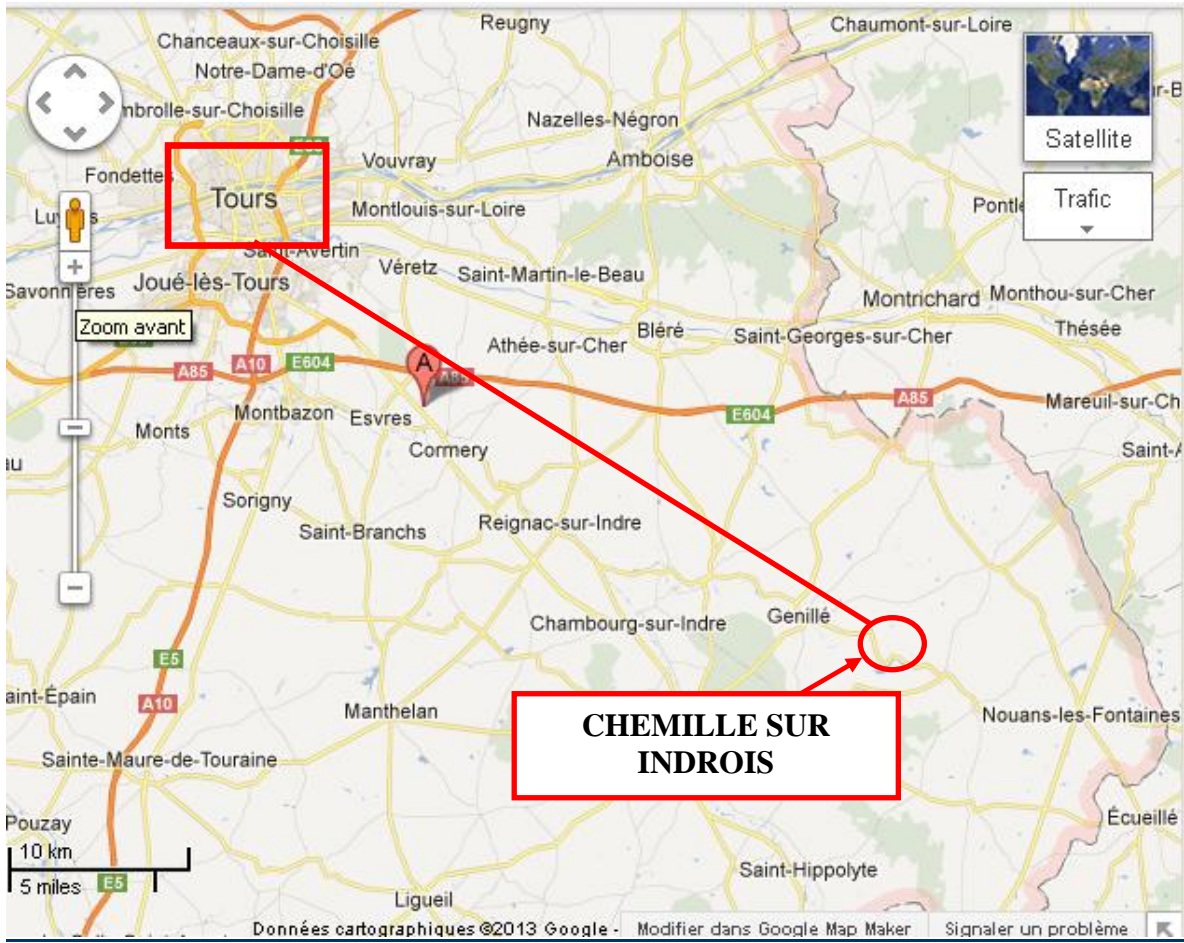 Reugny
Chaumont-sur-Loire
Chanceaux-sur-Choisille
Notre-Dame-d'Oé
mbrolle-sur-Choisille
Nazelles-Négron
Satellite
Vouvray
Amboise
Fondettes
Tours
Trafic
Montlouis-sur-Loire
Saint-Avertin
Véretz
Saint-Martin-le-Beau
Joué-lès-Tours
Savonnières
Montrichard
Monthou-sur-Cher
Zoom avant
Bléré
Saint-Georges-sur-Cher
Thésée
Athée-sur-Cher
A10
E604
A
A85
A85
A85
Mareuil-sur-Ch
Montbazon
Esvres
E604
Monts
Cormery
Saint-A
au
Sorigny
Saint-Branchs
Reignac-sur-Indre
Chambourg-sur-Indre
Genillé
E5
aint-Épain
A10
Manthelan
CHEMILLE SUR
INDROIS
Nouans-les-Fontaines
Sainte-Maure-de-Touraine
Pouzay
Écueillé
10 km
5 miles
E5
Saint-Hippolyte
Ligueil
Données cartographiques ©2013 Google -
Modifier dans Google Map Maker
Signaler un problème